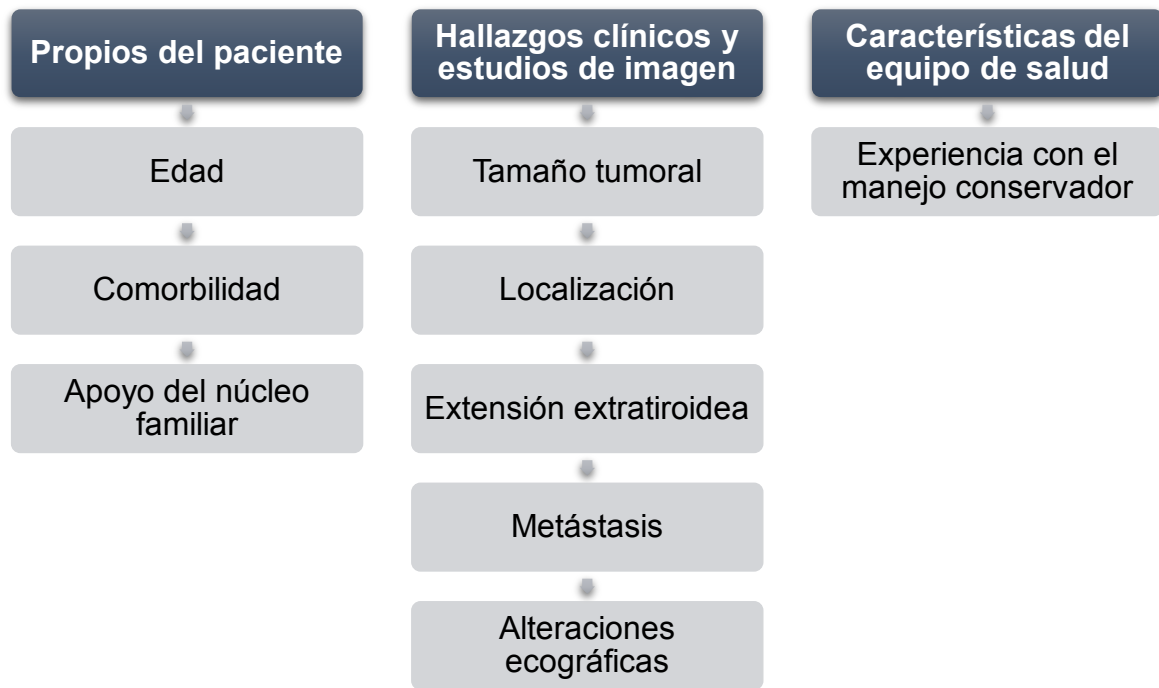 Propios del paciente
Edad
Comorbilidad
Apoyo del núcleo
familiar
Hallazgos clínicos y
estudios de imagen
Tamaño tumoral
Localización
Extensión extratiroidea
Metástasis
Alteraciones
ecográficas
Características del
equipo de salud
Experiencia con el
manejo conservador